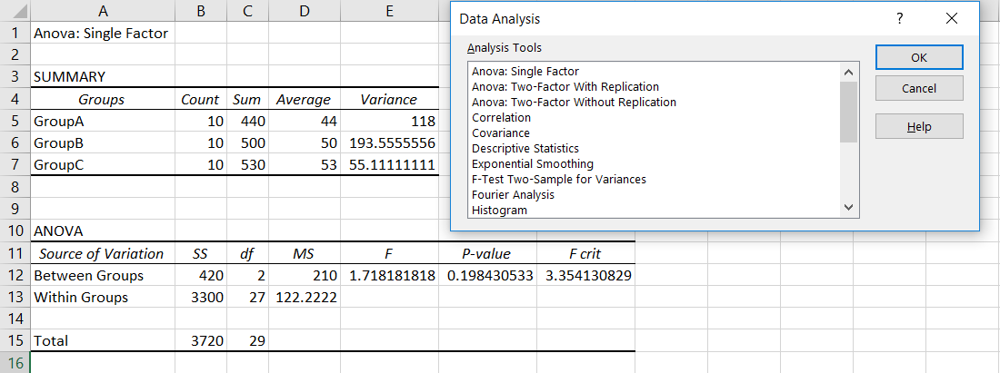 A B C D E
1 Anova: Single Factor
2
3 SUMMARY
4 Groups Count Sum Average Variance
5 GroupA 10 440 44 118
6 GroupB 10 500 50 193.5555556
7 GroupC 10 530 53 55.11111111
8
9
10 ANOVA
11 Source of Variation SS df MS F P-value F crit
12 Between Groups 420 2 210 1.718181818 0.198430533 3.354130829
13 Within Groups 3300 27 122.2222
14
15 Total 3720 29
16
Data Analysis ?
Analysis Tools
Anova: Single Factor
Anova: Two-Factor With Replication
Anova: Two-Factor Without Replication
Correlation
Covariance
Descriptive Statistics
Exponential Smoothing
F-Test Two-Sample for Variances
Fourier Analysis
Histogram
OK
Cancel
Help